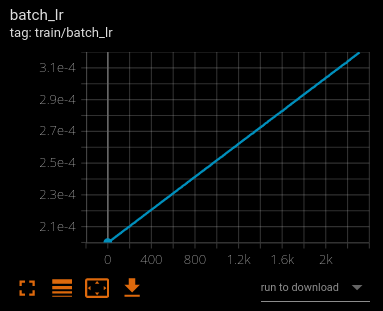 batch_lr
tag: train/batch_lr
3.1e-4
2.9e-4
2.7e-4
2.5e-4
2.3e-4
2.1e-4
0 400 800 1.2k 1.6k 2k
run to download